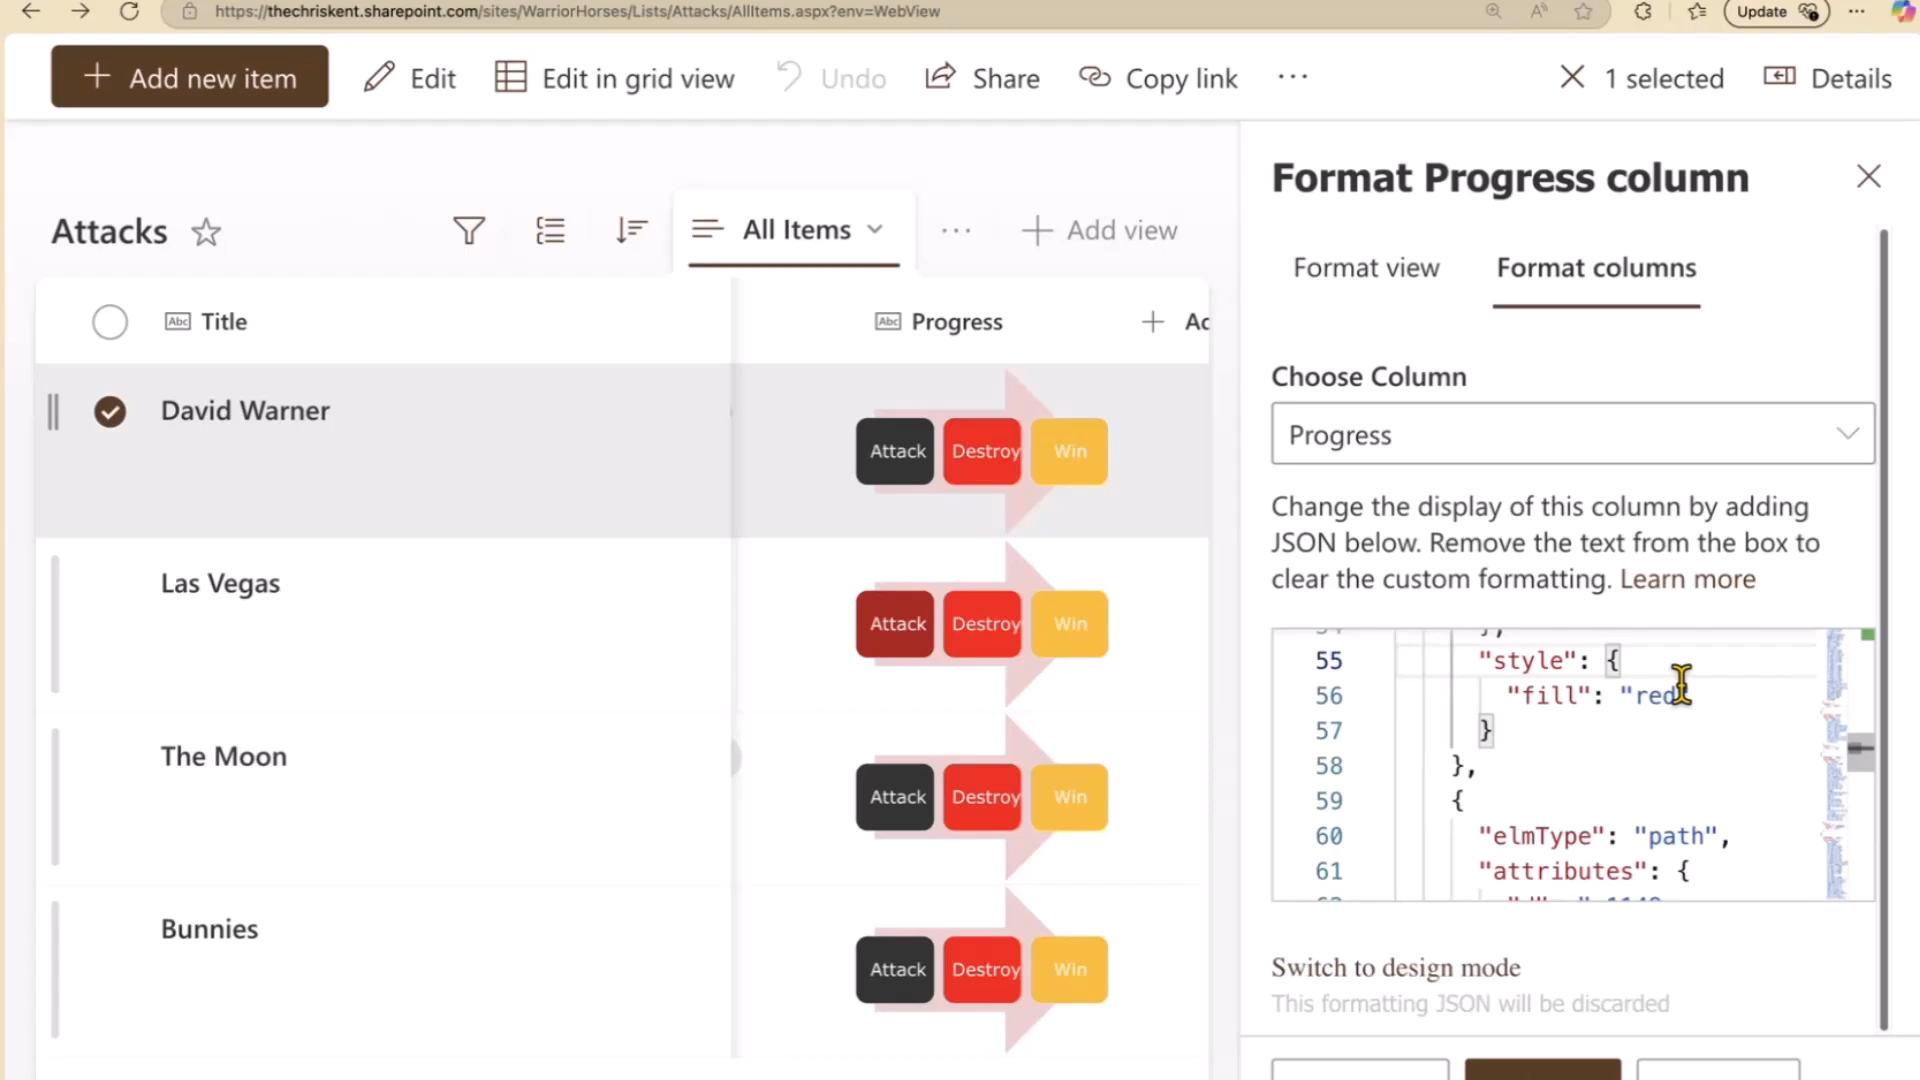 https://thechriskent.sharepoint.com/sites/WarriorHorses/Lists/Attacks/AllItems.aspx?env=WebView
Update
Add new item
Edit
Edit in grid view
Undo
Share
Copy link
1 selected
Details
Attacks
All Items
Add view
Abc Title
Abc Progress
Ac
David Warner
Attack Destroy Win
Las Vegas
Attack Destroy Win
The Moon
Attack Destroy Win
Bunnies
Attack Destroy Win
Format Progress column
Format view
Format columns
Choose Column
Progress
Change the display of this column by adding
JSON below. Remove the text from the box to
clear the custom formatting. Learn more
55 "style": {
56 "fill": "red
57 }
58 },
59 {
60 "elmType": "path",
61 "attributes": {
Switch to design mode
This formatting JSON will be discarded